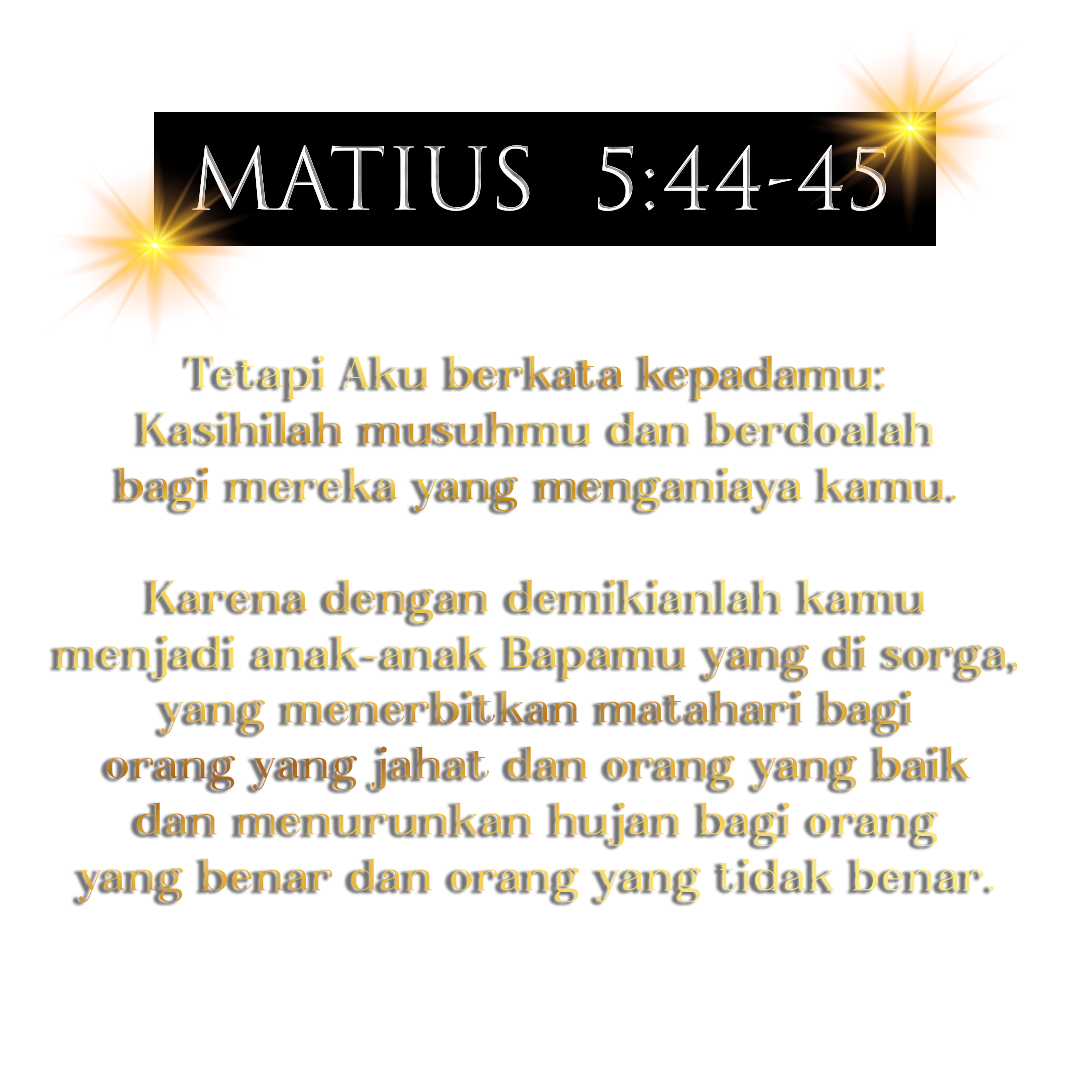 MATIUS 5:44-45
Tetapi Aku berkata kepadamu:
Kasihilah musuhmu dan berdoalah
bagi mereka yang menganiaya kamu.
Karena dengan demikianlah kamu
menjadi anak-anak Bapamu yang di sorga,
yang menerbitkan matahari bagi
orang yang jahat dan orang yang baik
dan menurunkan hujan bagi orang
yang benar dan orang yang tidak benar.